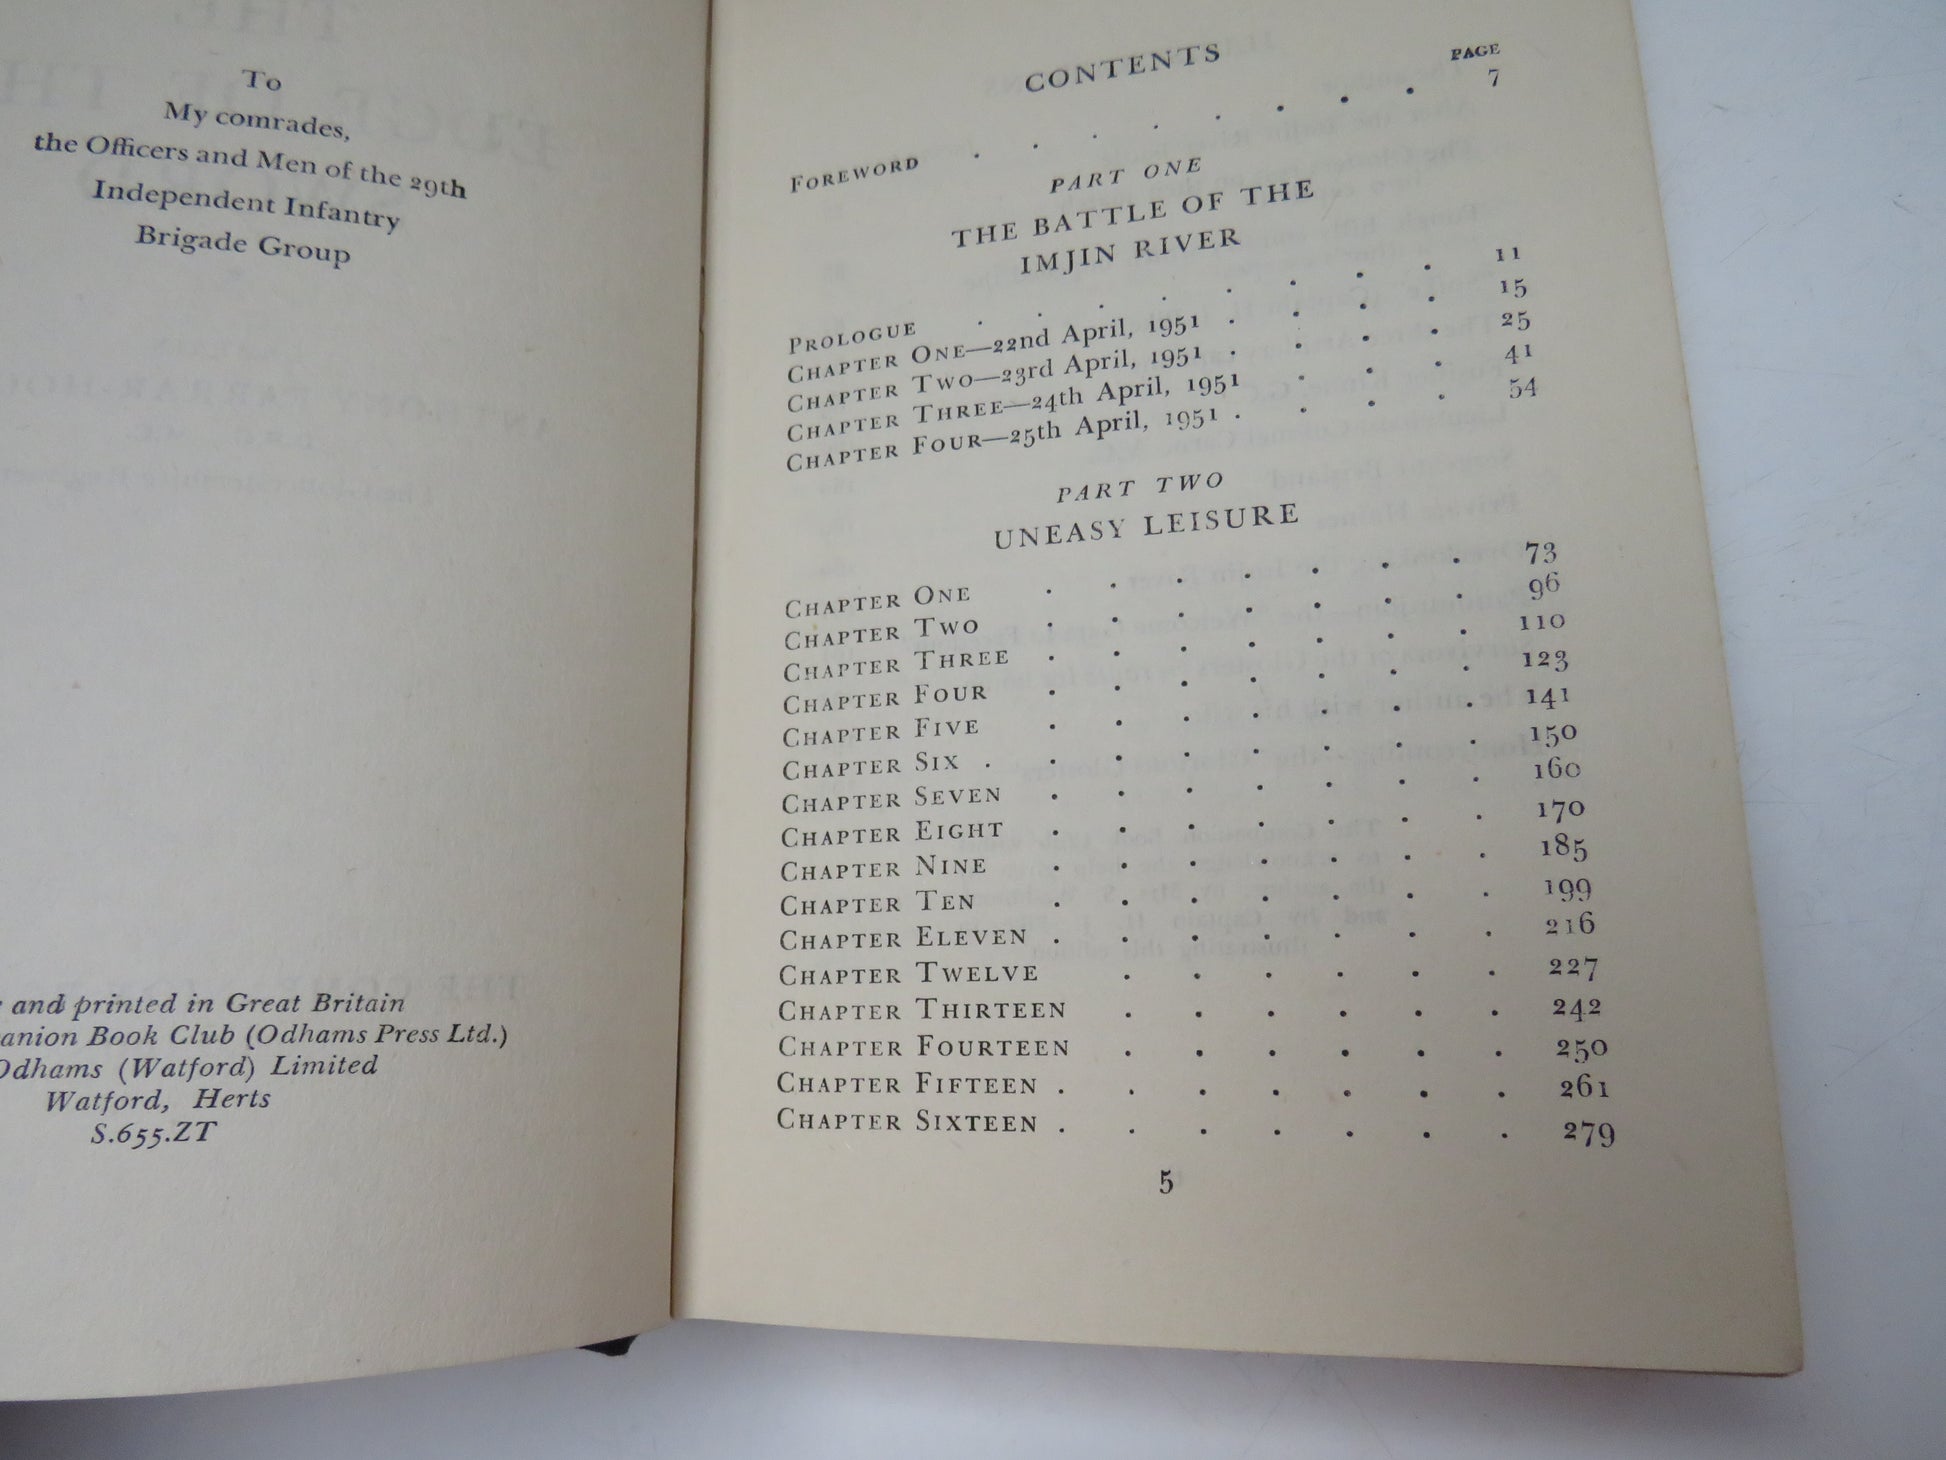 To
My comrades,
the Officers and Men of the 29th
Independent Infantry
Brigade Group
and printed in Great Britain
Book Club (Odhams Press Ltd.)
Odhams (Watford) Limited
Watford, Herts
S.655.ZT
CONTENTS
PAGE
FOREWORD . . . . . . . . 7
PART ONE
THE BATTLE OF THE
IMJIN RIVER
PROLOGUE . . . . . . . . 11
CHAPTER ONE—22nd April, 1951 . . . . 15
CHAPTER TWO—23rd April, 1951 . . . . 25
CHAPTER THREE—24th April, 1951 . . . 41
CHAPTER FOUR—25th April, 1951 . . . . 54
PART TWO
UNEASY LEISURE
CHAPTER ONE . . . . . . . 73
CHAPTER TWO . . . . . . . 96
CHAPTER THREE . . . . . . . 110
CHAPTER FOUR . . . . . . . 123
CHAPTER FIVE . . . . . . . 141
CHAPTER SIX . . . . . . . . 150
CHAPTER SEVEN . . . . . . . 160
CHAPTER EIGHT . . . . . . . 170
CHAPTER NINE . . . . . . . 185
CHAPTER TEN . . . . . . . 199
CHAPTER ELEVEN . . . . . . . 216
CHAPTER TWELVE . . . . . . 227
CHAPTER THIRTEEN . . . . . . 242
CHAPTER FOURTEEN . . . . . . 250
CHAPTER FIFTEEN . . . . . . . 261
CHAPTER SIXTEEN . . . . . . . 279
5